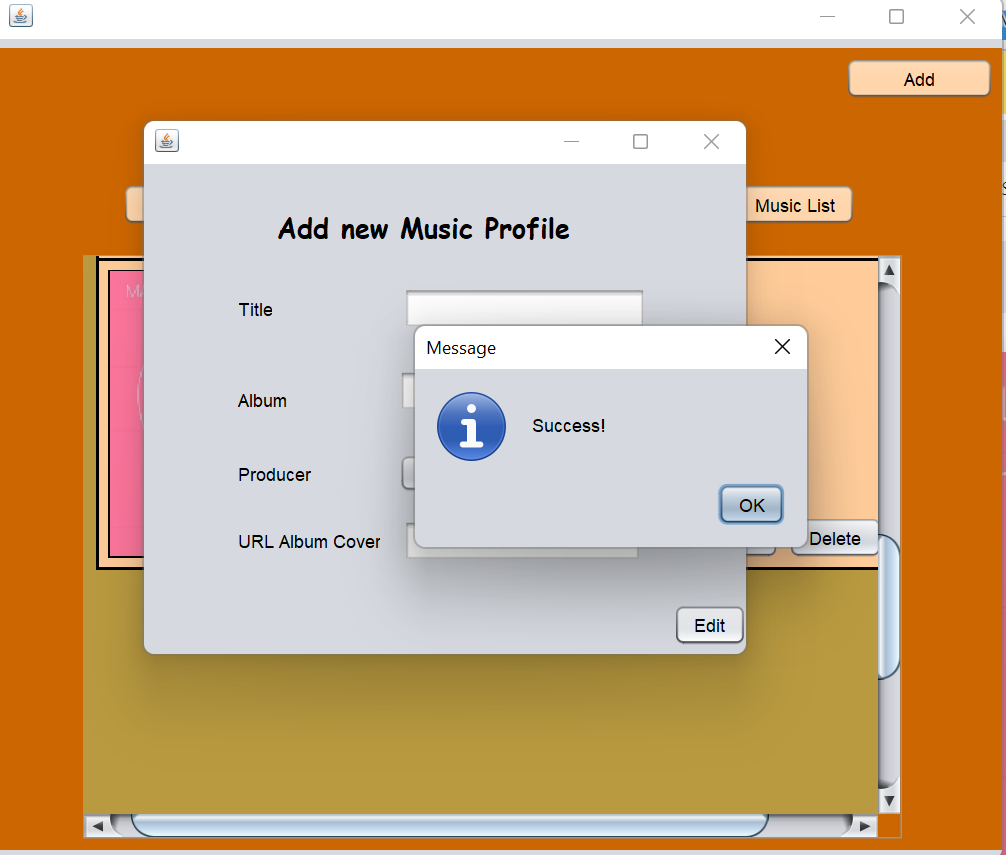 Add
Music List
Add new Music Profile
Title
Message
Album
Success!
Producer
OK
URL Album Cover
Delete
Edit